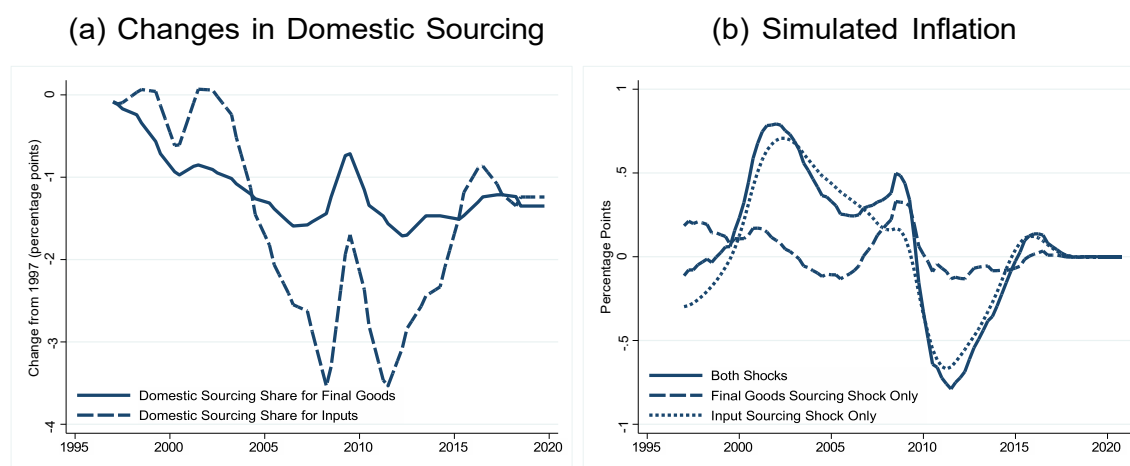 (a) Changes in Domestic Sourcing
Change from 1997 (percentage points)
0
-1
-2
-3
-4
Domestic Sourcing Share for Final Goods
Domestic Sourcing Share for Inputs
1995 2000 2005 2010 2015 2020
(b) Simulated Inflation
Percentage Points
1
.5
0
-.5
-1
Both Shocks
Final Goods Sourcing Shock Only
Input Sourcing Shock Only
1995 2000 2005 2010 2015 2020